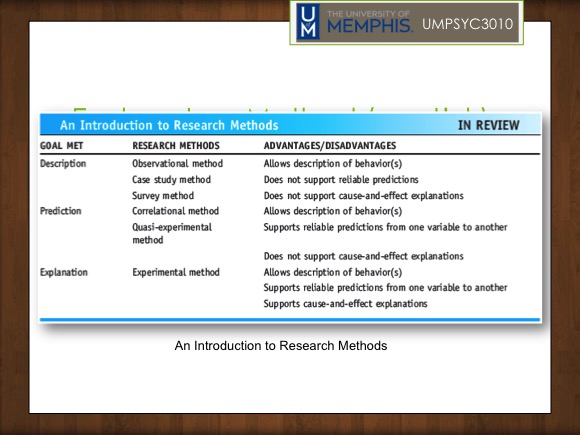 UM THE UNIVERSITY OF
MEMPHIS. UMPSYC3010
An Introduction to Research Methods IN REVIEW
GOAL MET RESEARCH METHODS ADVANTAGES/DISADVANTAGES
Description Observational method Allows description of behavior(s)
Case study method Does not support reliable predictions
Survey method Does not support cause-and-effect explanations
Prediction Correlational method Allows description of behavior(s)
Quasi-experimental Supports reliable predictions from one variable to another
method
Does not support cause-and-effect explanations
Explanation Experimental method Allows description of behavior(s)
Supports reliable predictions from one variable to another
Supports cause-and-effect explanations
An Introduction to Research Methods